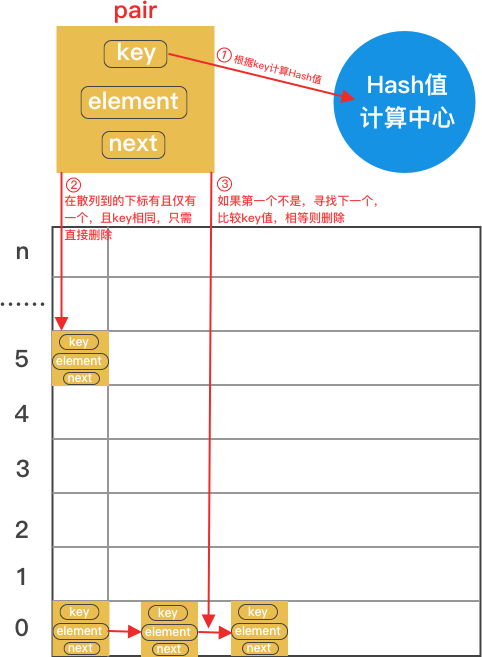 pair
key
element
next
① 根据key计算Hash值
Hash值
计算中心
②
在散列到的下标有且仅有
一个，且key相同，只需
直接删除
③
如果第一个不是，寻找下一个，
比较key值，相等则删除
n
......
5
key
element
next
4
3
2
1
0
key
element
next
key
element
next
key
element
next